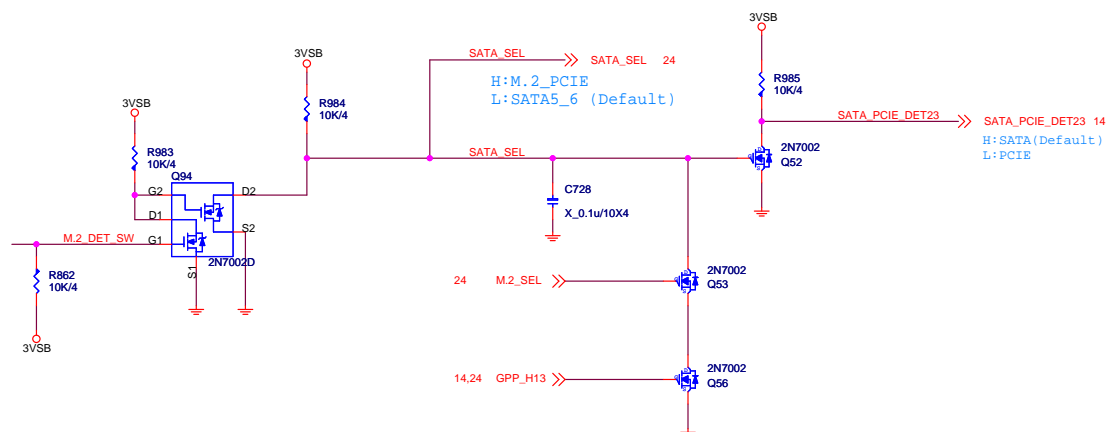 3VSB
R985
10K/4
SATA_PCIE_DET23
SATA_PCIE_DET23 14
H:SATA(Default)
L:PCIE
2N7002
Q52
3VSB
R984
10K/4
SATA_SEL
SATA_SEL 24
H:M.2_PCIE
L:SATA5_6 (Default)
SATA_SEL
3VSB
R983
10K/4
Q94
G2
D2
D1
S2
M.2_DET_SW
G1
S1
2N7002D
R862
10K/4
3VSB
C728
X_0.1u/10X4
24 M.2_SEL
2N7002
Q53
14,24 GPP_H13
2N7002
Q56